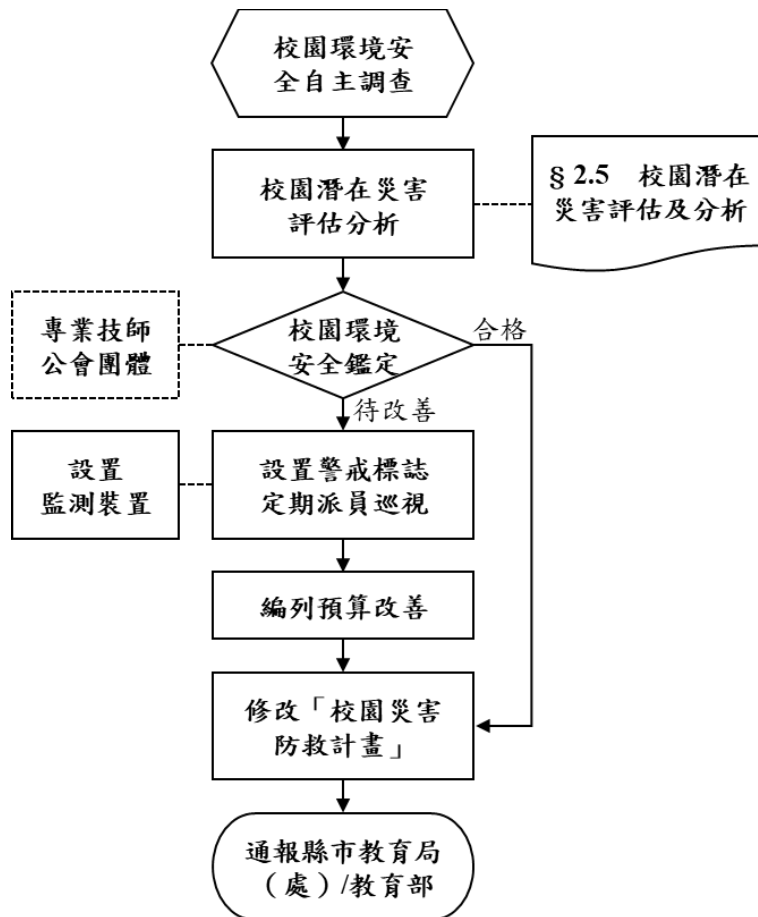 校園環境安
全自主調查
校園潛在災害
評估分析
§ 2.5 校園潛在
災害評估及分析
專業技師
公會團體
校園環境
安全鑑定
合格
待改善
設置
監測裝置
設置警戒標誌
定期派員巡視
編列預算改善
修改「校園災害
防救計畫」
通報縣市教育局
（處）/教育部